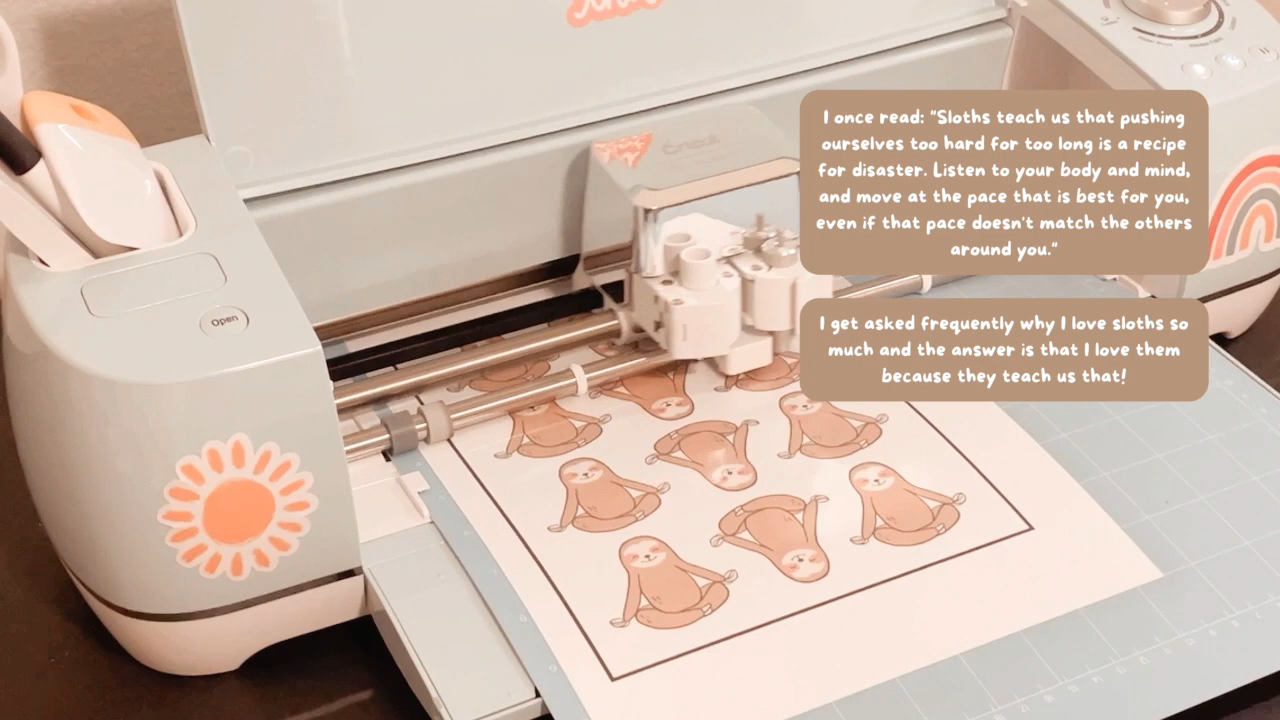 I once read: "Sloths teach us that pushing
ourselves too hard for too long is a recipe
for disaster. Listen to your body and mind,
and move at the pace that is best for you,
even if that pace doesn't match the others
around you."
I get asked frequently why I love sloths so
much and the answer is that I love them
because they teach us that!
cricut
Open